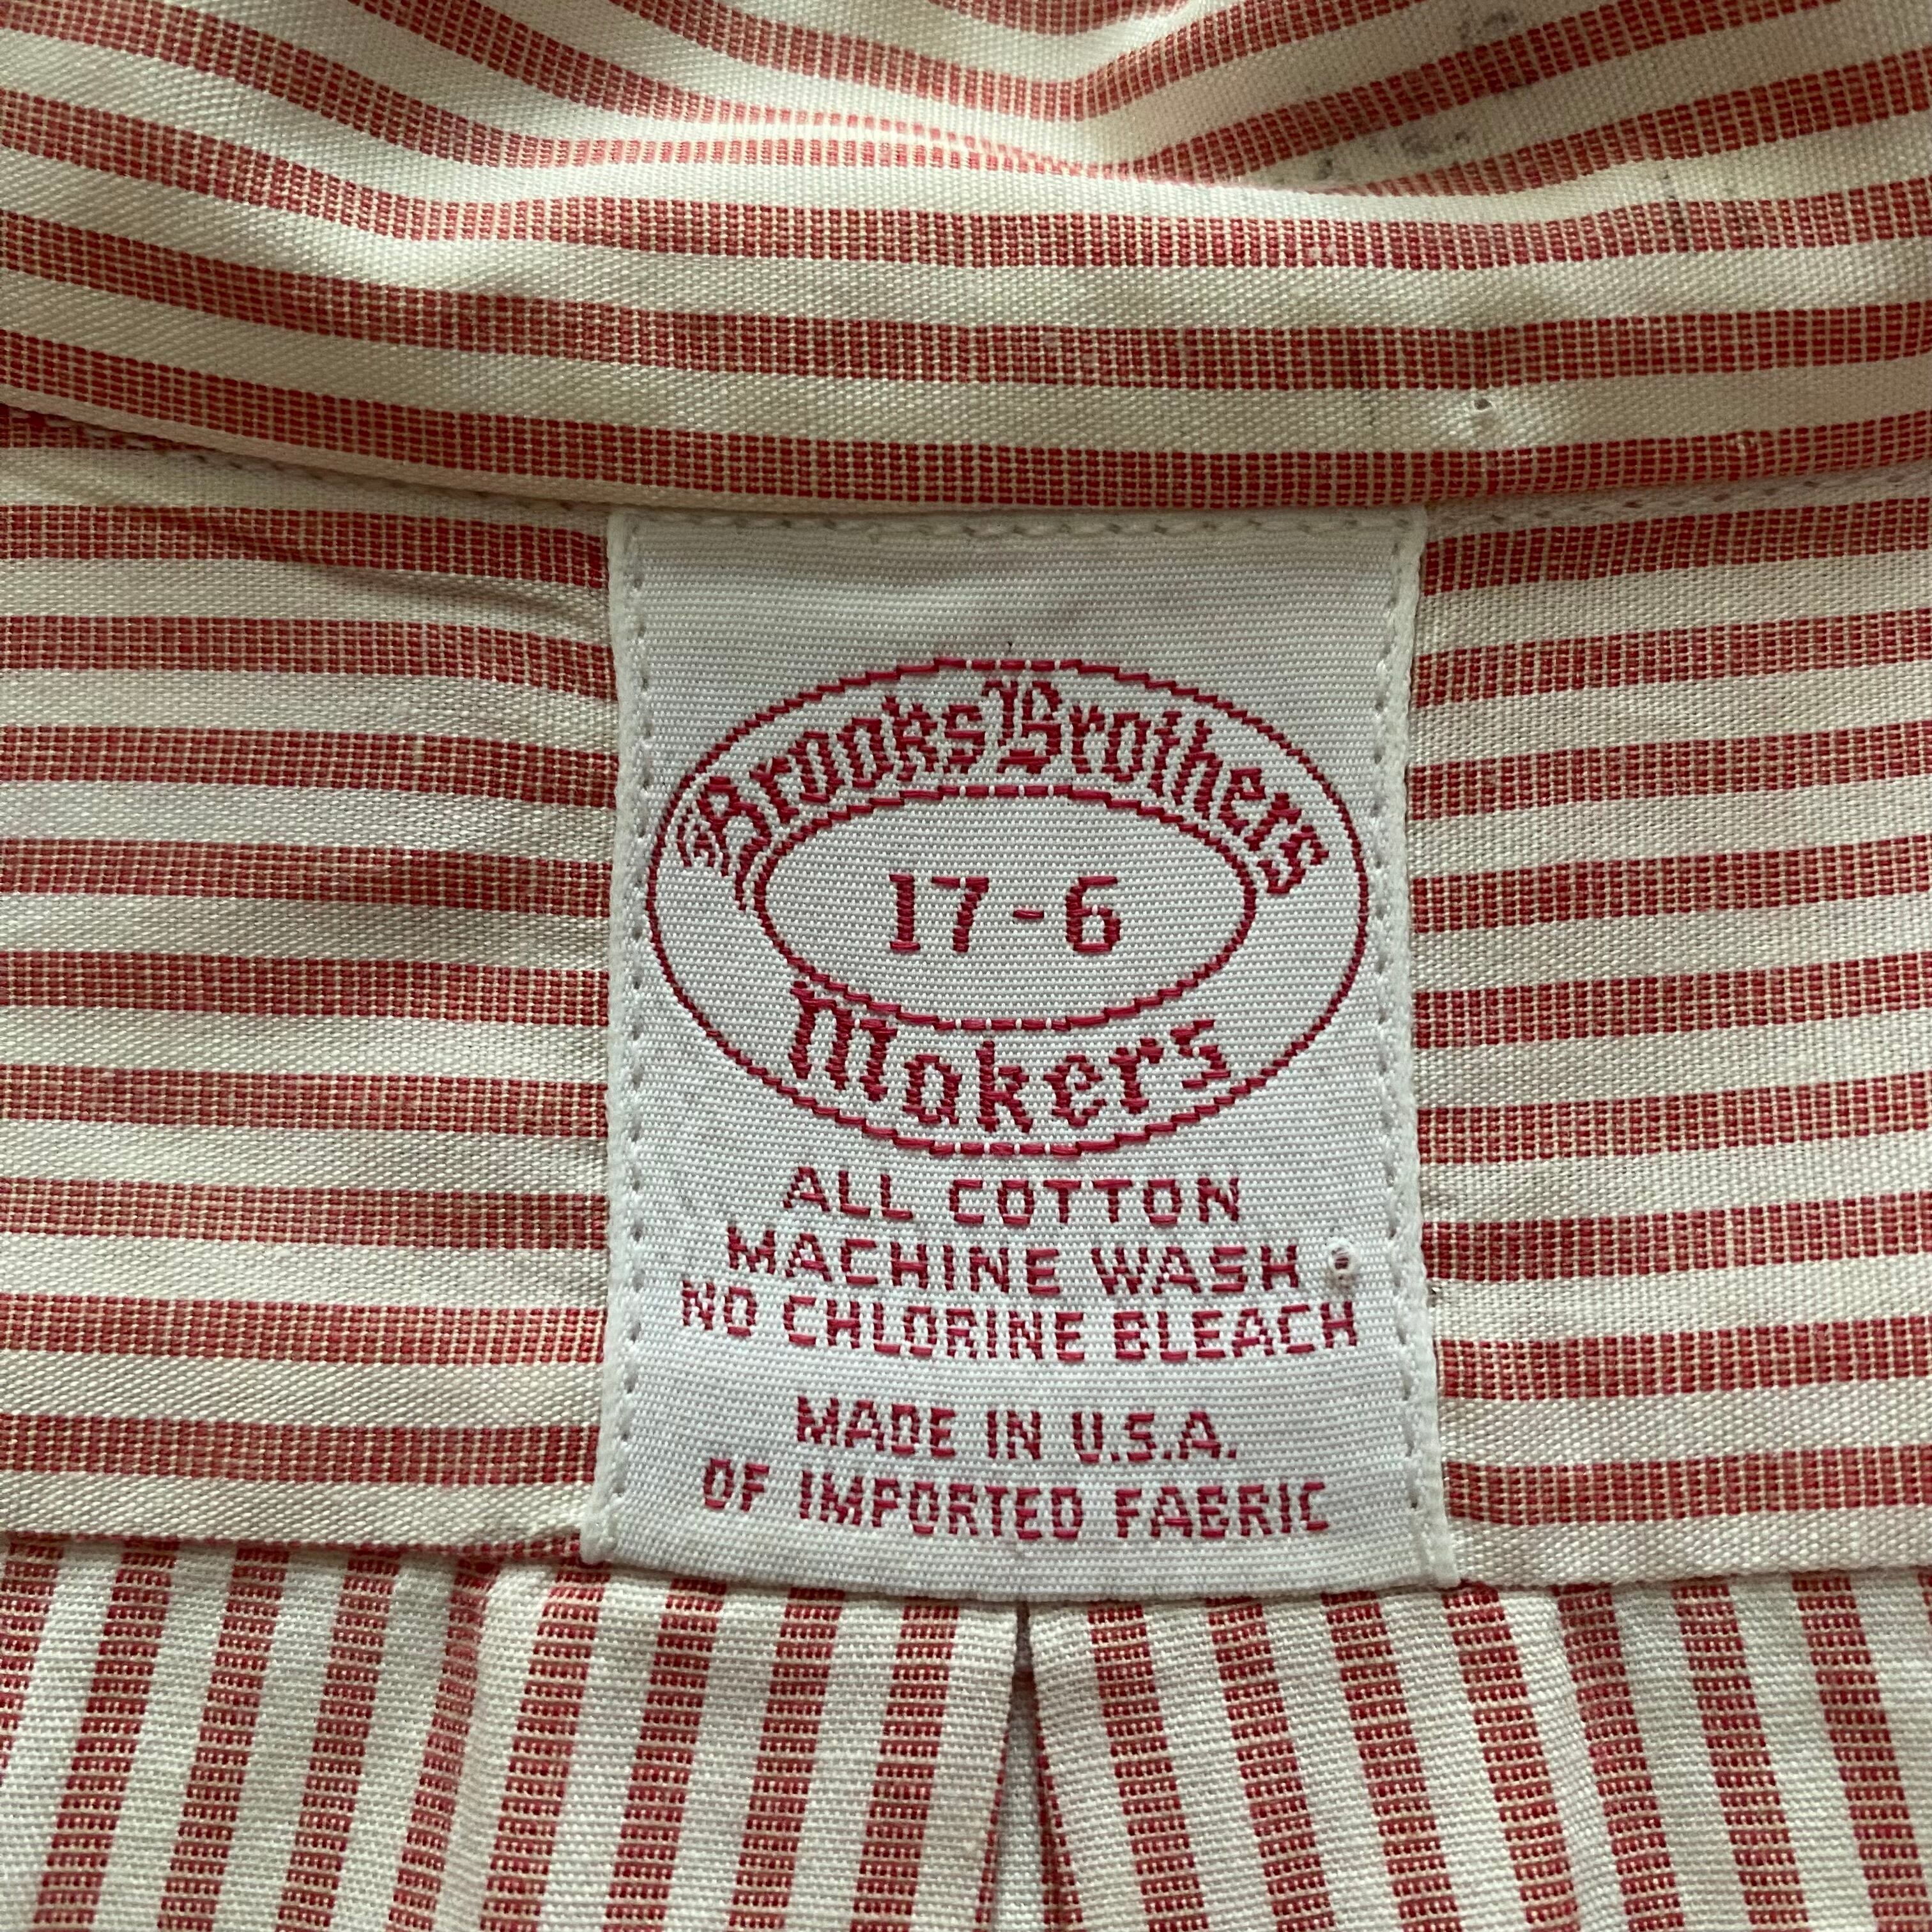 Brooks Brothers
17-6
Makers
ALL COTTON
MACHINE WASH
NO CHLORINE BLEACH
MADE IN U.S.A.
OF IMPORTED FABRIC